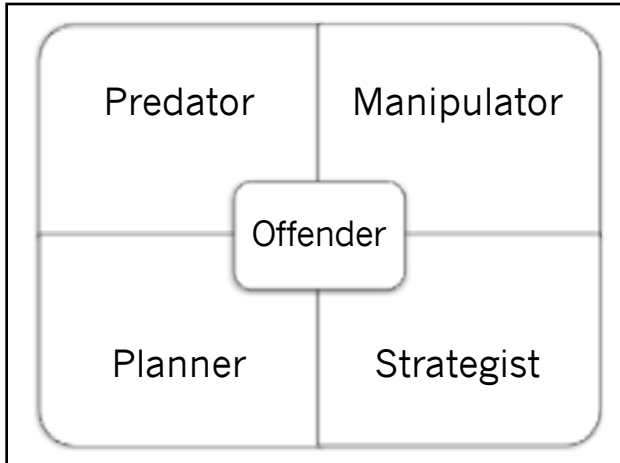 Predator
Manipulator
Offender
Planner
Strategist